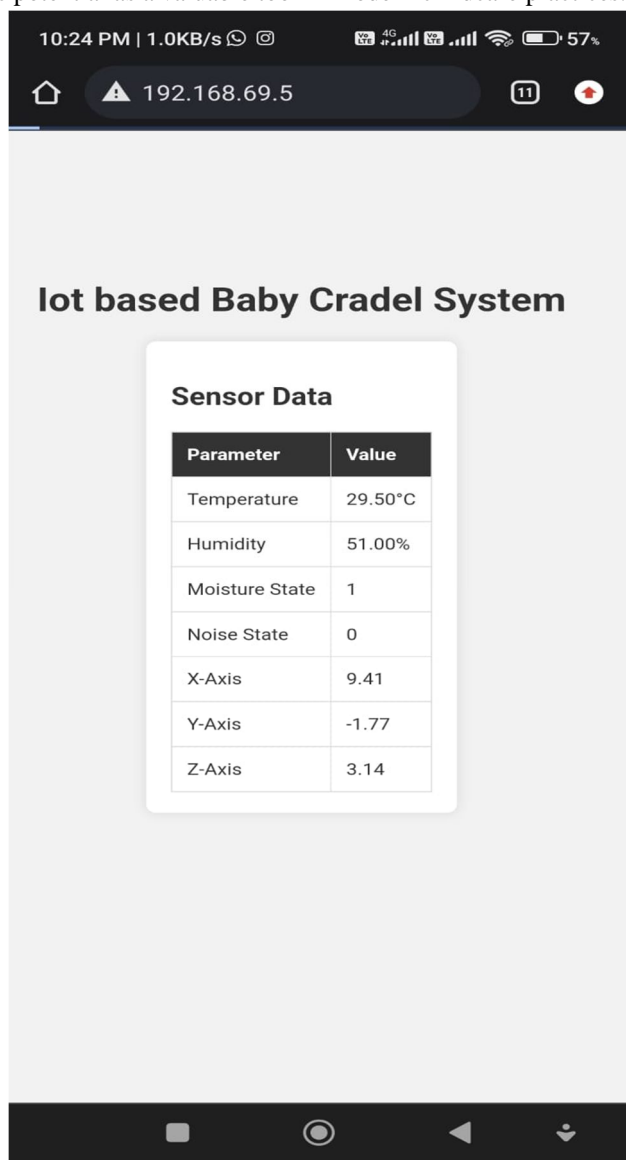 10:24 PM | 1.0KB/s 4G 57%
192.168.69.5 11
Iot based Baby Cradel System
Sensor Data
Parameter Value
Temperature 29.50°C
Humidity 51.00%
Moisture State 1
Noise State 0
X-Axis 9.41
Y-Axis -1.77
Z-Axis 3.14